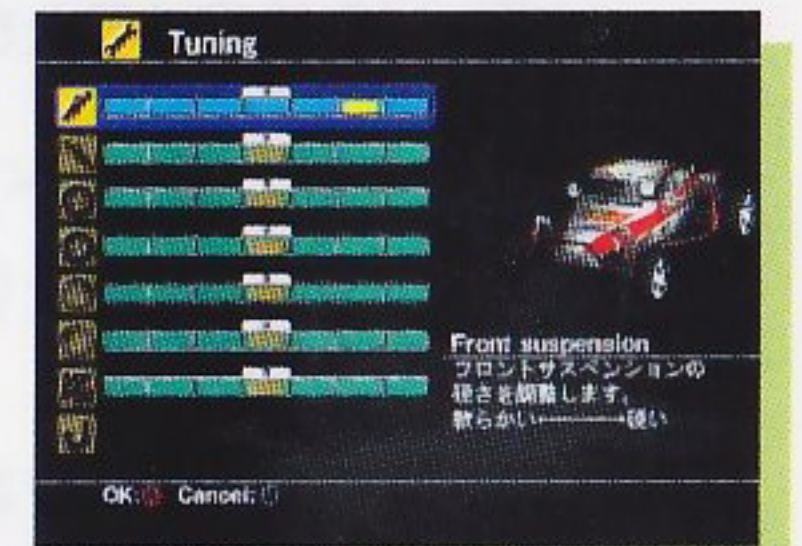 Tuning
Front suspension
フロントサスペンションの
硬さを調整します。
軟らかい 硬い
OK: Cancel: